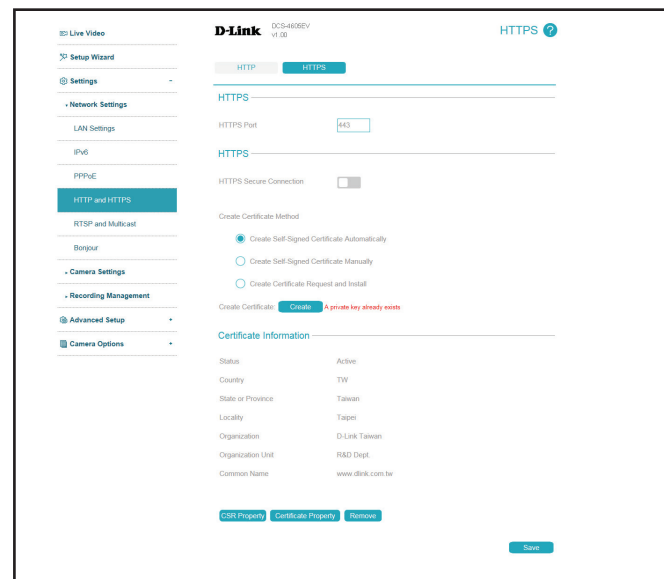 Live Video
Setup Wizard
Settings -
Network Settings
LAN Settings
IPv6
PPPoE
HTTP and HTTPS
RTSP and Multicast
Bonjour
Camera Settings
Recording Management
Advanced Setup +
Camera Options +
D-Link DCS-4605EV
v1.00
HTTPS ?
HTTP HTTPS
HTTPS
HTTPS Port 443
HTTPS
HTTPS Secure Connection
Create Certificate Method
Create Self-Signed Certificate Automatically
Create Self-Signed Certificate Manually
Create Certificate Request and Install
Create Certificate: Create A private key already exists
Certificate Information
Status Active
Country TW
State or Province Taiwan
Locality Taipei
Organization D-Link Taiwan
Organization Unit R&D Dept.
Common Name www.dlink.com.tw
CSR Property Certificate Property Remove
Save